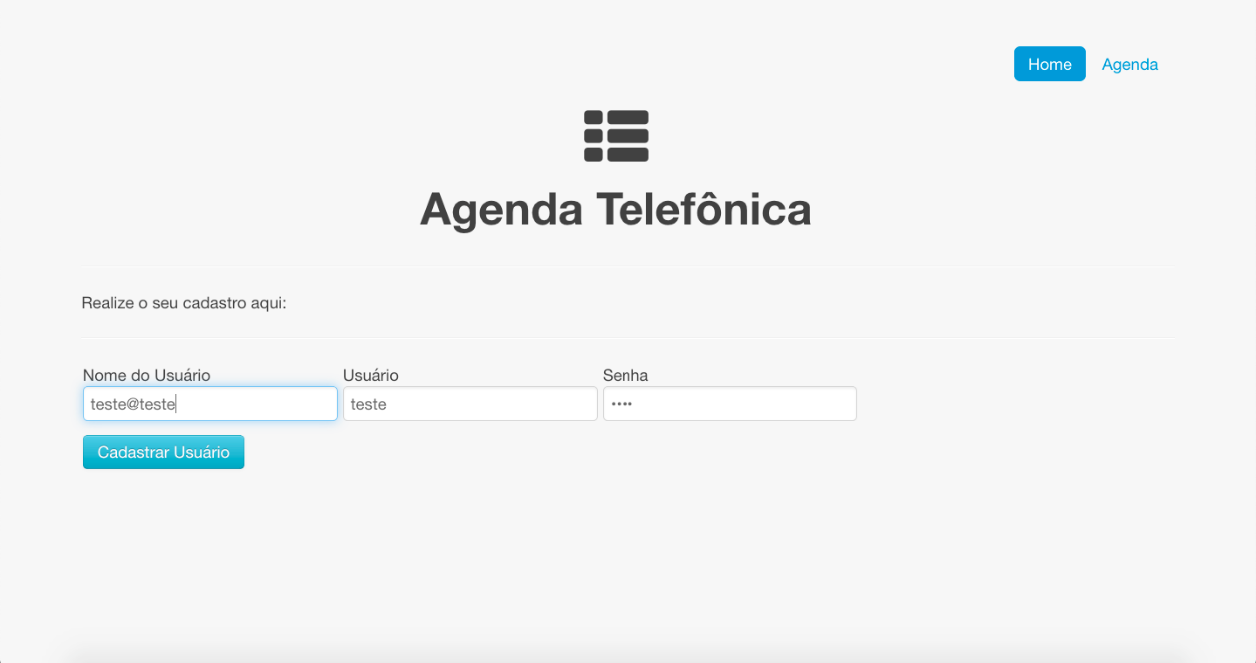 Home Agenda
Agenda Telefônica
Realize o seu cadastro aqui:
Nome do Usuário Usuário Senha
teste@teste teste ••••
Cadastrar Usuário